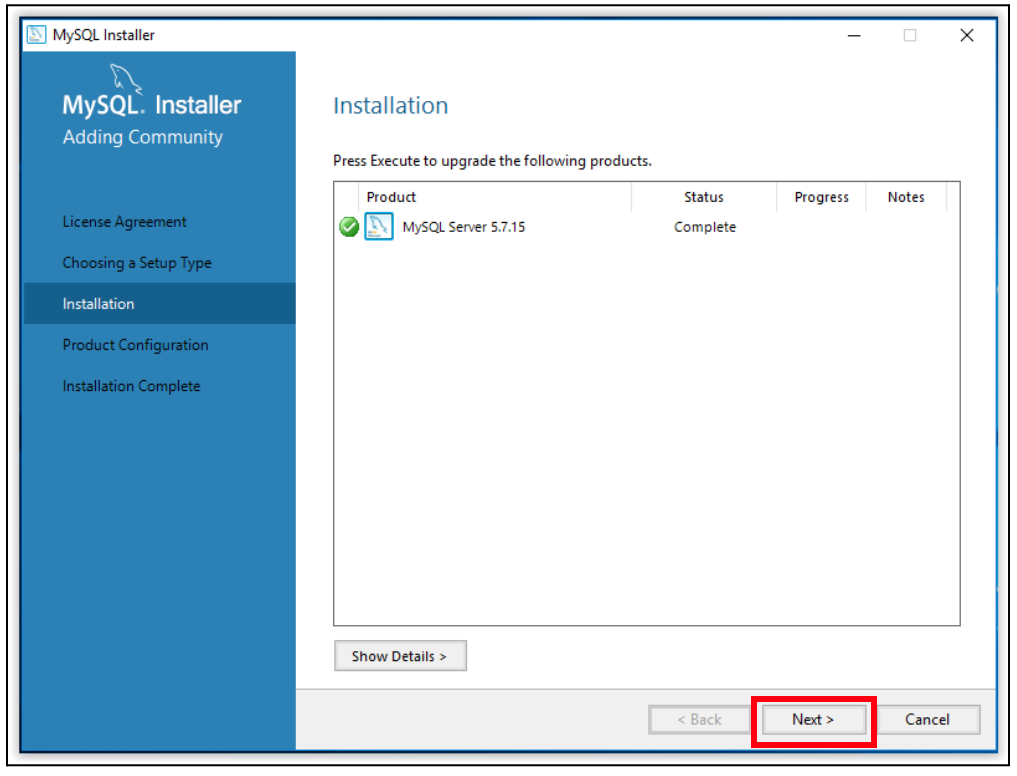 MySQL Installer
MySQL. Installer
Adding Community
License Agreement
Choosing a Setup Type
Installation
Product Configuration
Installation Complete
Installation
Press Execute to upgrade the following products.
Product Status Progress Notes
MySQL Server 5.7.15 Complete
Show Details >
< Back Next > Cancel